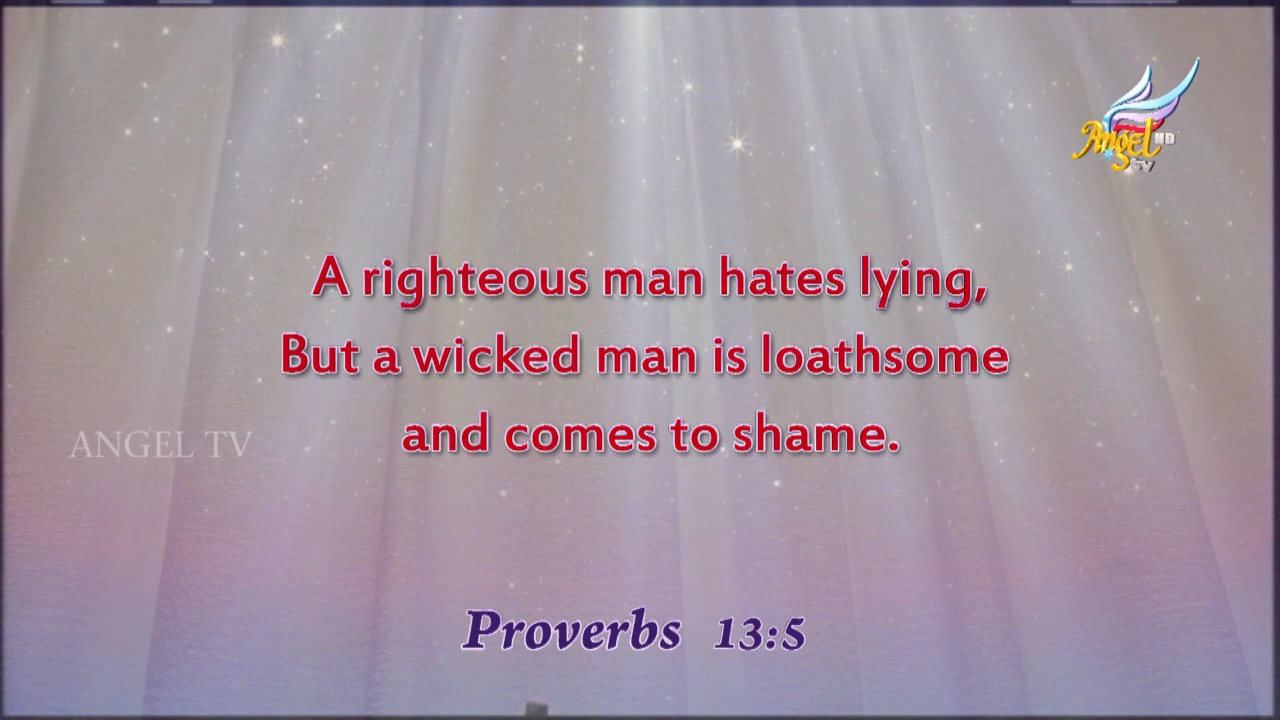 Angel HD
TV
A righteous man hates lying,
But a wicked man is loathsome
and comes to shame.
ANGEL TV
Proverbs 13:5